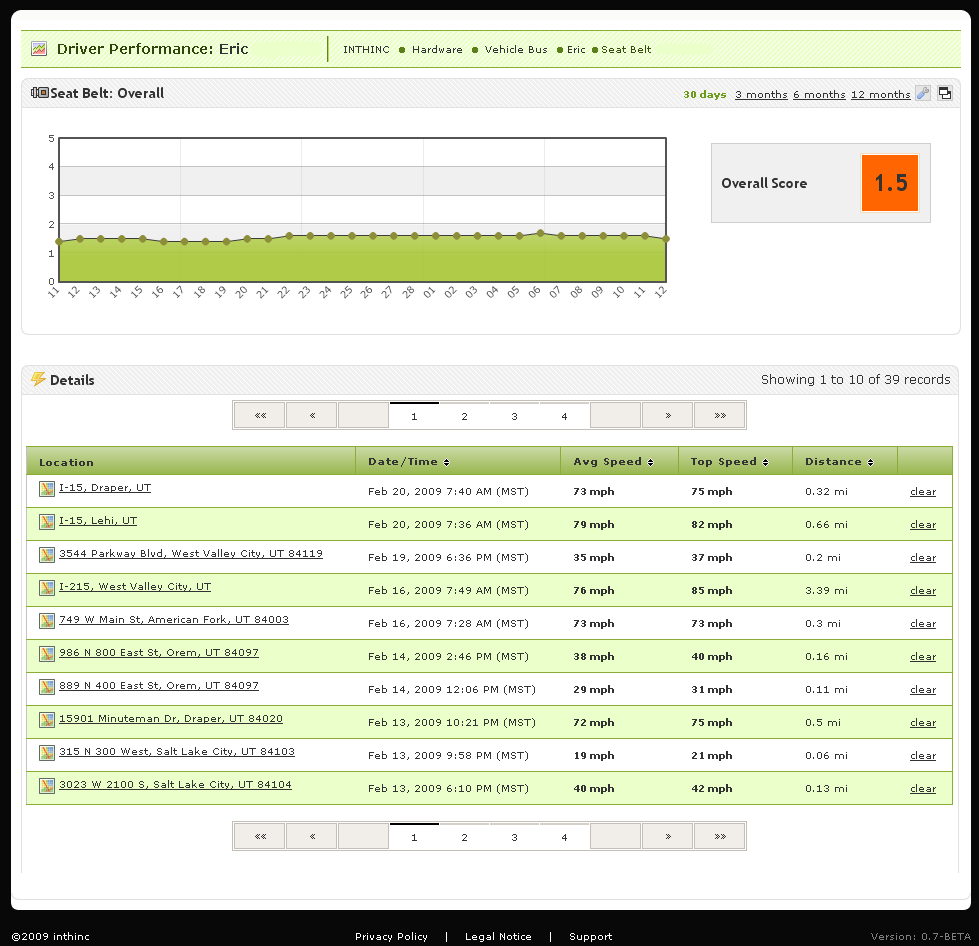 Driver Performance: Eric
INTHINC ● Hardware ● Vehicle Bus ● Eric ● Seat Belt
Seat Belt: Overall
30 days 3 months 6 months 12 months
5
4
3
2
1
0
11 12 13 14 15 16 17 18 19 20 21 22 23 24 25 26 27 28 01 02 03 04 05 06 07 08 09 10 11 12
Overall Score 1.5
Details
Showing 1 to 10 of 39 records
«« « 1 2 3 4 » »»
Location Date/Time Avg Speed Top Speed Distance
I-15, Draper, UT Feb 20, 2009 7:40 AM (MST) 73 mph 75 mph 0.32 mi clear
I-15, Lehi, UT Feb 20, 2009 7:36 AM (MST) 79 mph 82 mph 0.66 mi clear
3544 Parkway Blvd, West Valley City, UT 84119 Feb 19, 2009 6:36 PM (MST) 35 mph 37 mph 0.2 mi clear
I-215, West Valley City, UT Feb 16, 2009 7:49 AM (MST) 76 mph 85 mph 3.39 mi clear
749 W Main St, American Fork, UT 84003 Feb 16, 2009 7:28 AM (MST) 73 mph 73 mph 0.3 mi clear
986 N 800 East St, Orem, UT 84097 Feb 14, 2009 2:46 PM (MST) 38 mph 40 mph 0.16 mi clear
889 N 400 East St, Orem, UT 84097 Feb 14, 2009 12:06 PM (MST) 29 mph 31 mph 0.11 mi clear
15901 Minuteman Dr, Draper, UT 84020 Feb 13, 2009 10:21 PM (MST) 72 mph 75 mph 0.5 mi clear
315 N 300 West, Salt Lake City, UT 84103 Feb 13, 2009 9:58 PM (MST) 19 mph 21 mph 0.06 mi clear
3023 W 2100 S, Salt Lake City, UT 84104 Feb 13, 2009 6:10 PM (MST) 40 mph 42 mph 0.13 mi clear
«« « 1 2 3 4 » »»
©2009 inthinc Privacy Policy | Legal Notice | Support Version: 0.7-BETA